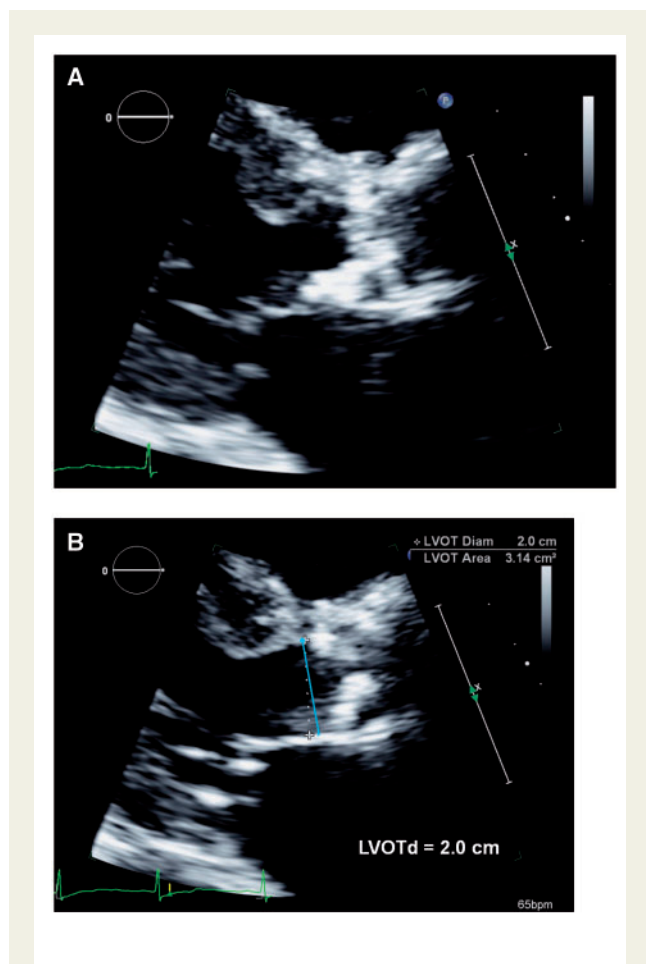 A
0
P
X
B
LVOT Diam 2.0 cm
LVOT Area 3.14 cm²
0
X
LVOTd = 2.0 cm
65bpm